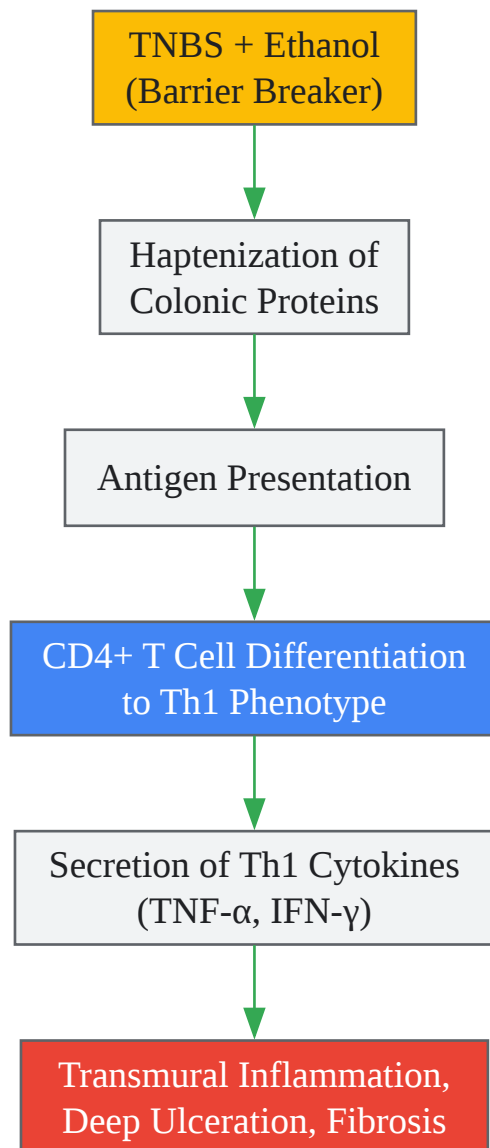 TNBS + Ethanol
(Barrier Breaker)
Haptenization of
Colonic Proteins
Antigen Presentation
CD4+ T Cell Differentiation
to Th1 Phenotype
Secretion of Th1 Cytokines
(TNF-α, IFN-γ)
Transmural Inflammation,
Deep Ulceration, Fibrosis